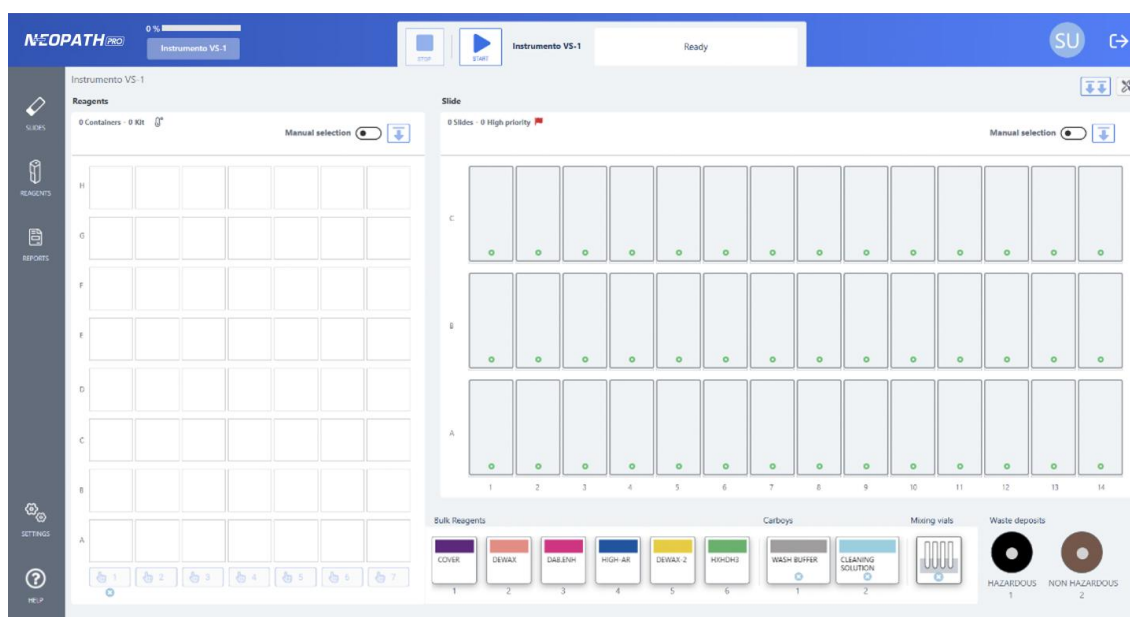 NEOPATH PRO
0 %
Instrumento VS-1
STOP
START
Instrumento VS-1
Ready
SU
SLIDES
REAGENTS
REPORTS
SETTINGS
HELP
Instrumento VS-1
Reagents
0 Containers - 0 Kit
Manual selection
H
G
F
E
D
C
B
A
1 2 3 4 5 6 7
Slide
0 Slides - 0 High priority
Manual selection
C
B
A
1 2 3 4 5 6 7 8 9 10 11 12 13 14
Bulk Reagents
COVER DEWAX DAB.ENH HIGH-AR DEWAX-2 HXHDH3
1 2 3 4 5 6
Carboys
WASH BUFFER
CLEANING
SOLUTION
1 2
Mixing vials
Waste deposits
HAZARDOUS NON HAZARDOUS
1 2